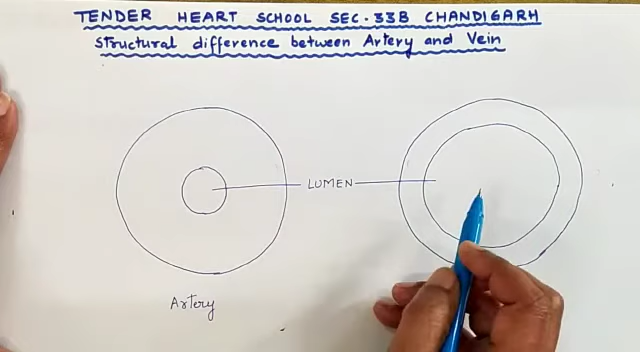 TENDER HEART SCHOOL SEC. 33B CHANDIGARH
Structural difference between Artery and Vein
LUMEN
Artery